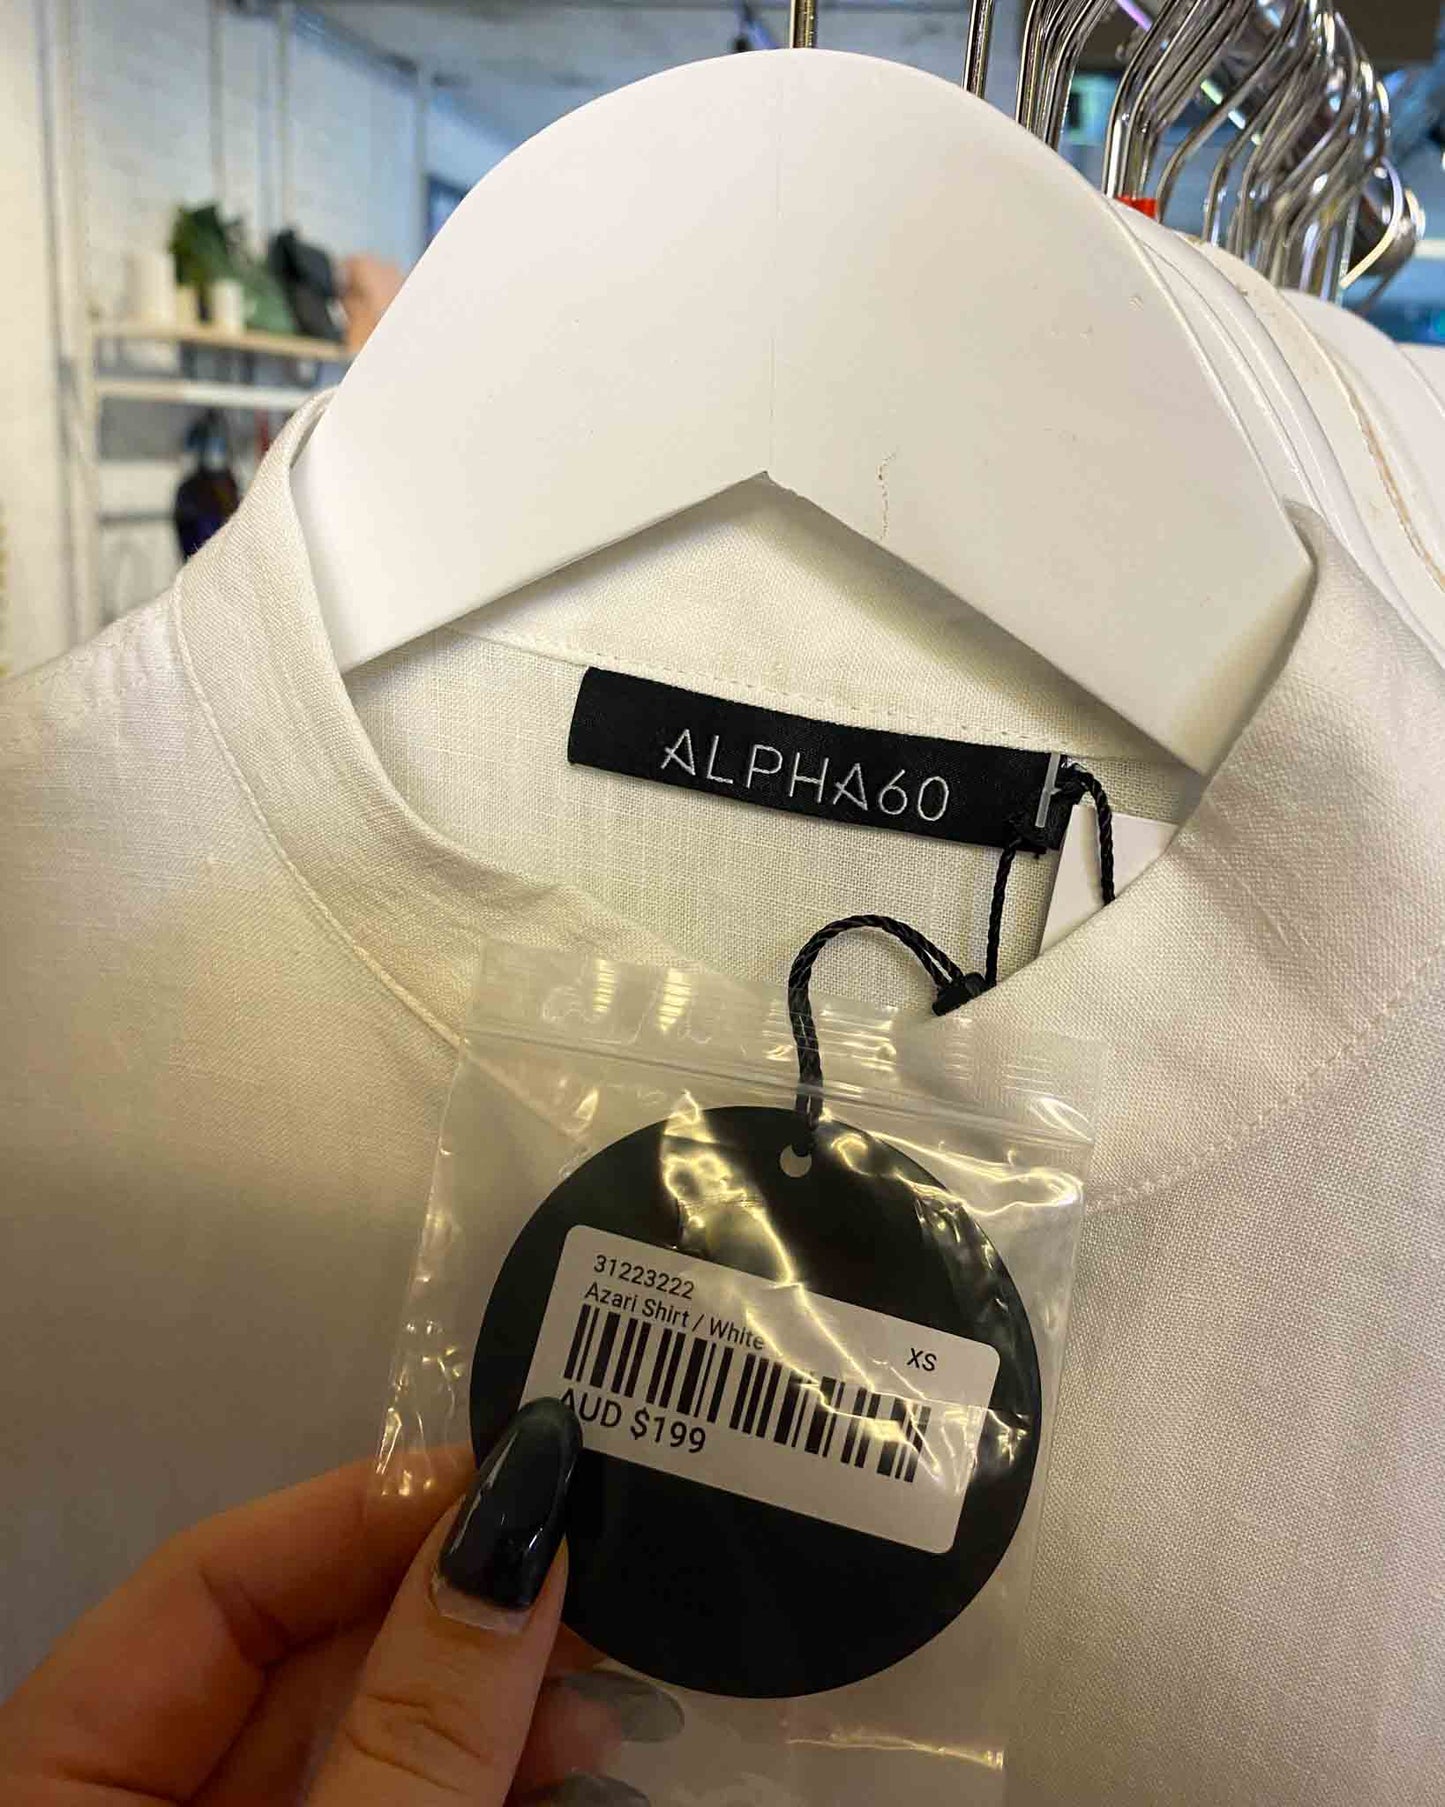 ALPHA60
31223222
Azari Shirt / White
XS
AUD $199